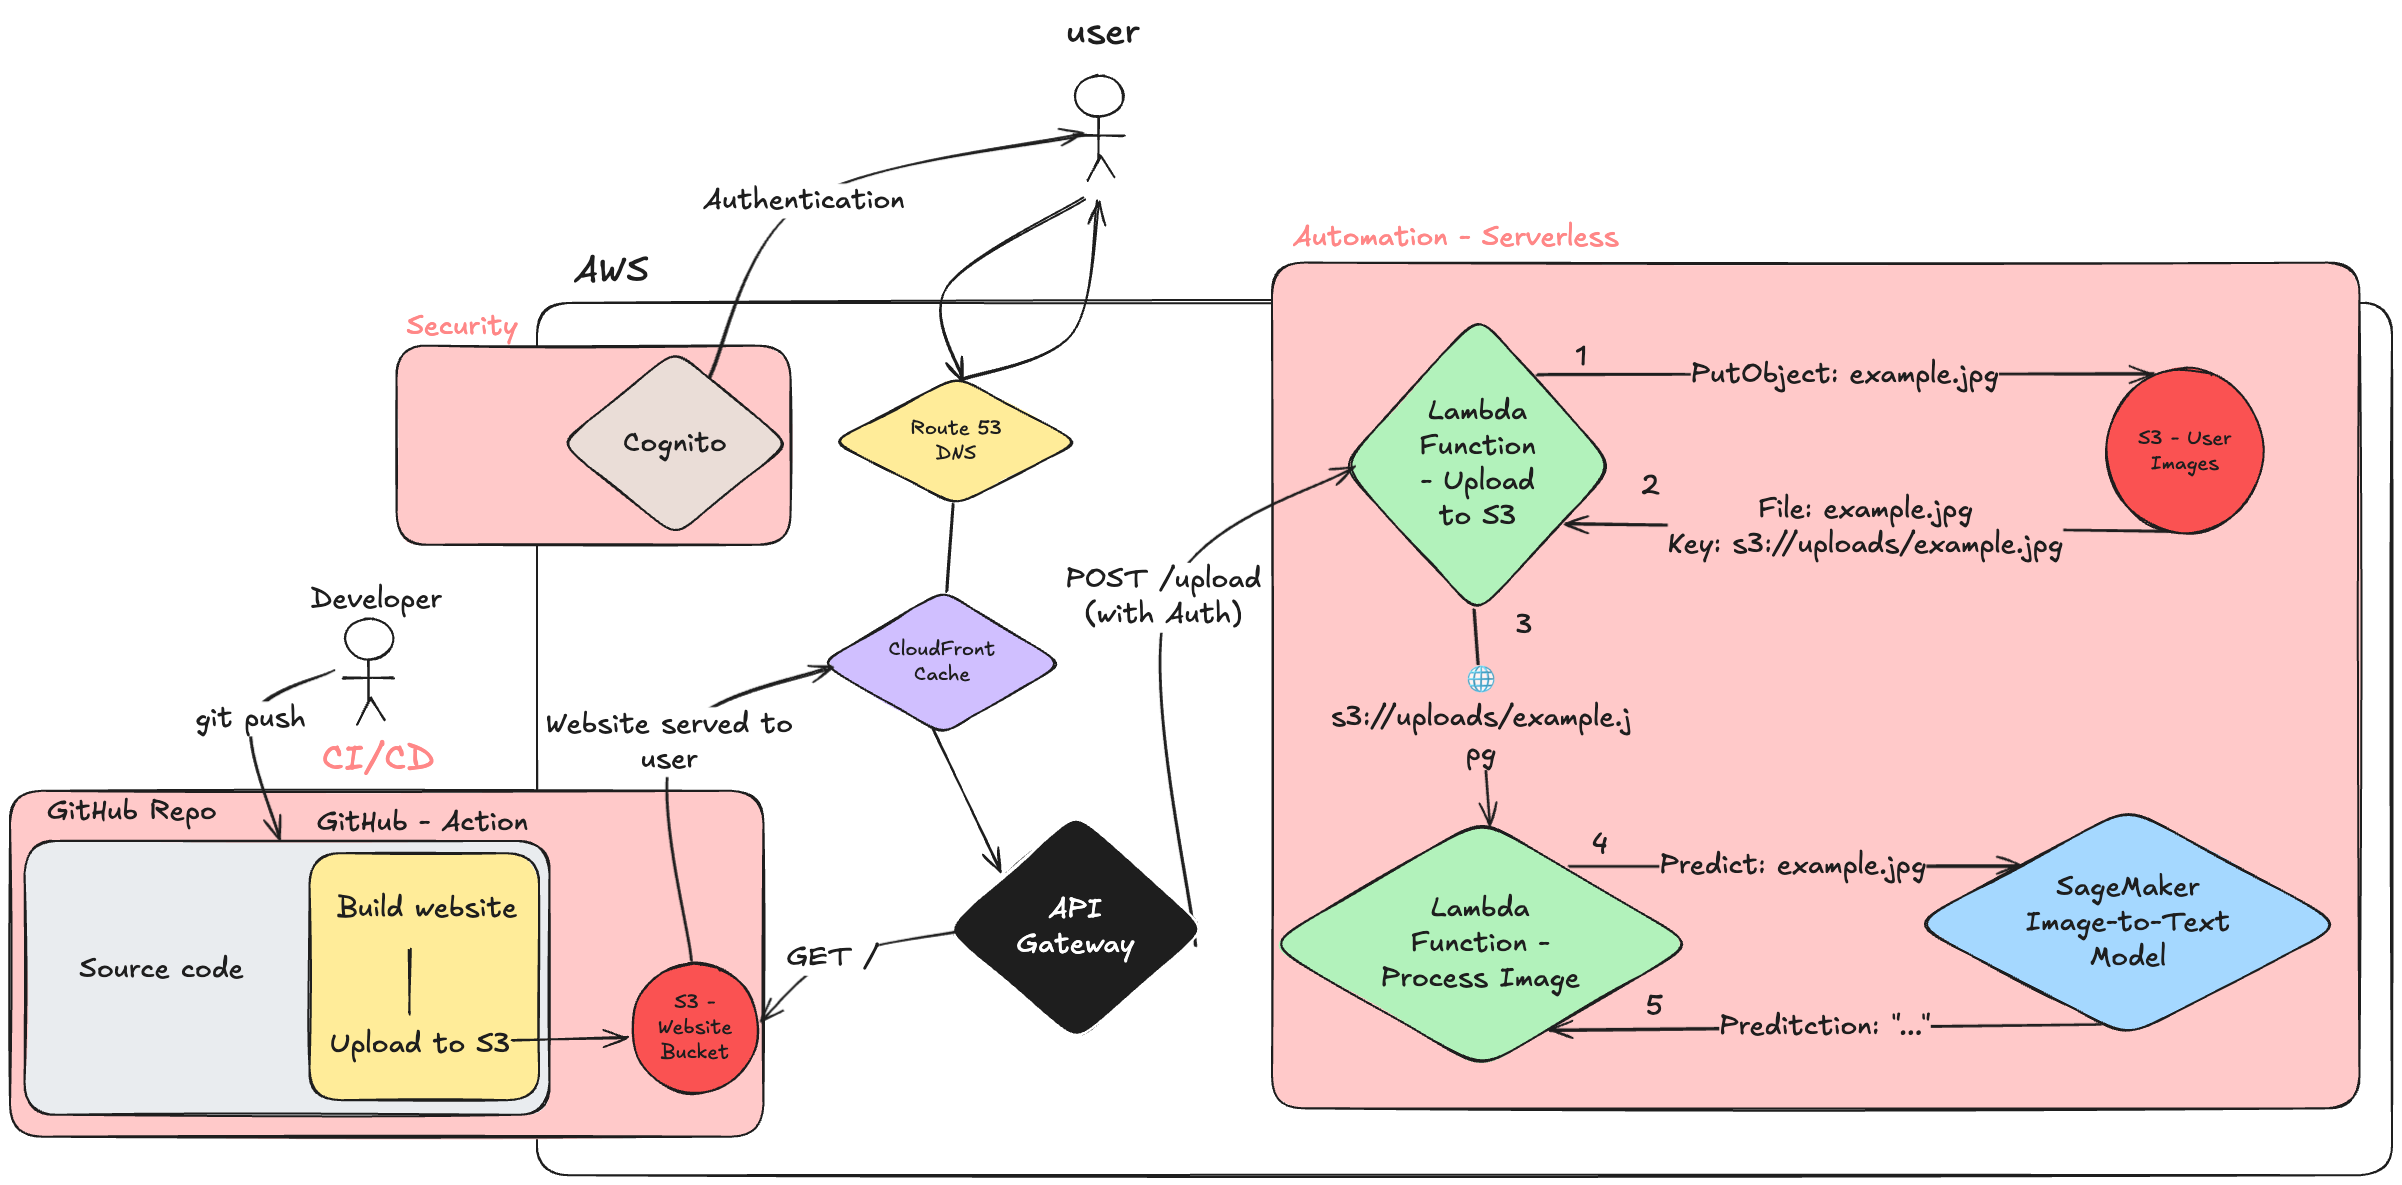 user
Authentication
AWS
Security
Cognito
Route 53
DNS
CloudFront
Cache
Website served to
user
Developer
git push
CI/CD
GitHub Repo
GitHub - Action
Source code
Build website
Upload to S3
S3 -
Website
Bucket
GET /
API
Gateway
POST /upload
(with Auth)
Automation - Serverless
Lambda
Function
- Upload
to S3
1
PutObject: example.jpg
S3 - User
Images
2
File: example.jpg
Key: s3://uploads/example.jpg
3
s3://uploads/example.j
pg
Lambda
Function -
Process Image
4
Predict: example.jpg
SageMaker
Image-to-Text
Model
5
Preditction: "..."